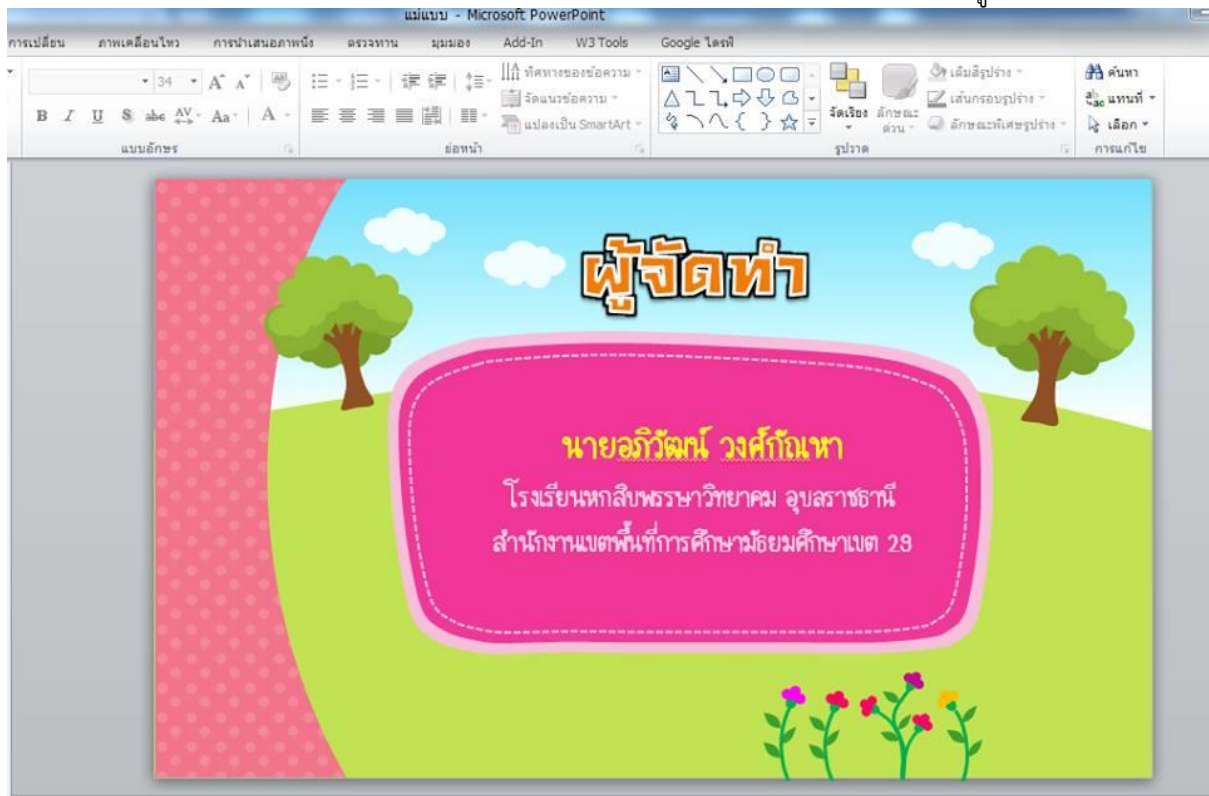 แม่แบบ - Microsoft PowerPoint
การเปลี่ยน ภาพเคลื่อนไหว การนำเสนอภาพนิ่ง ตรวจทาน มุมมอง Add-In W3 Tools Google ไดรฟ์
34 A A Aa
ทิศทางของข้อความ
จัดแนวข้อความ
แปลงเป็น SmartArt
จัดเรียง
ลักษณะด่วน
เติมสีรูปร่าง
เส้นกรอบรูปร่าง
ลักษณะพิเศษรูปร่าง
ค้นหา
แทนที่
เลือก
B I U S abc AV Aa A
แบบอักษร ย่อหน้า รูปวาด การแก้ไข
ผู้จัดทำ
นายอภิวัฒน์ วงศ์กัณหา
โรงเรียนหกสิบพรรษาวิทยาคม อุบลราชธานี
สำนักงานเขตพื้นที่การศึกษามัธยมศึกษาเขต 29